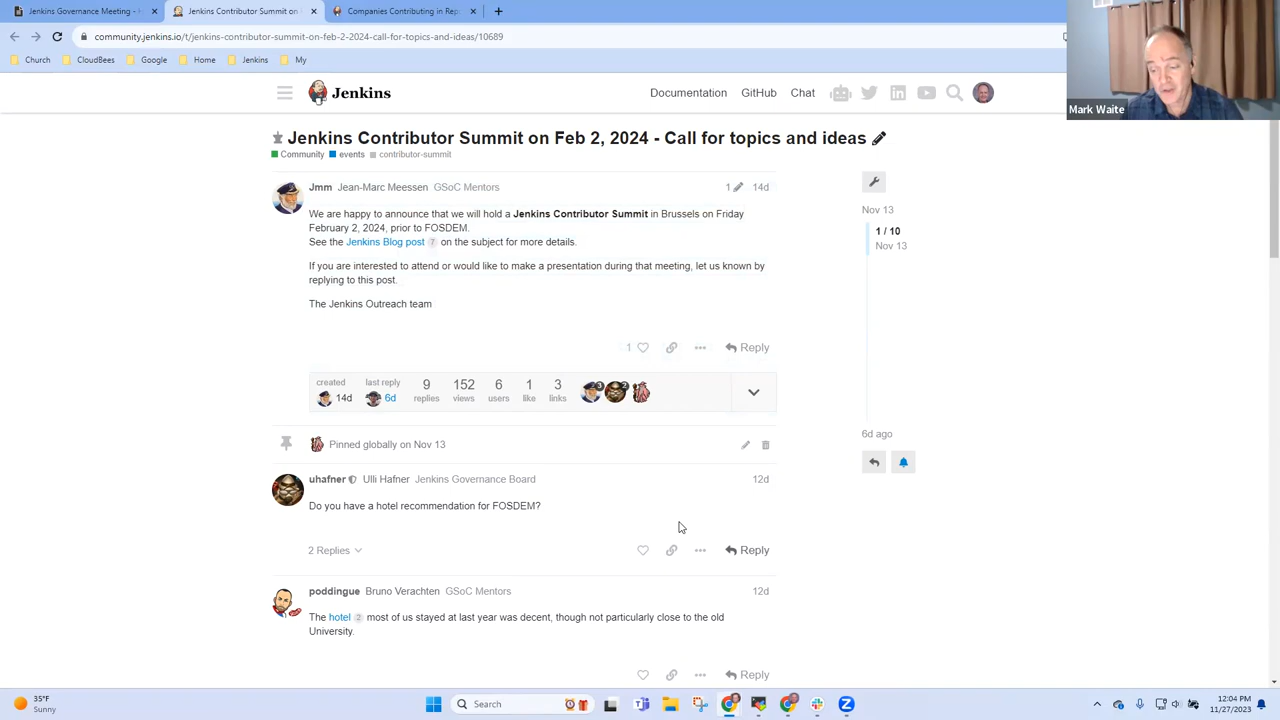 Jenkins Governance Meeting -
Jenkins Contributor Summit on F
Companies contributing in Rep
community.jenkins.io/t/jenkins-contributor-summit-on-feb-2-2024-call-for-topics-and-ideas/10689
Church CloudBees Google Home Jenkins My
Mark Waite
Jenkins
Documentation GitHub Chat
Jenkins Contributor Summit on Feb 2, 2024 - Call for topics and ideas
Community events contributor-summit
Jmm Jean-Marc Meessen GSoC Mentors 1 14d
We are happy to announce that we will hold a Jenkins Contributor Summit in Brussels on Friday
February 2, 2024, prior to FOSDEM.
See the Jenkins Blog post 7 on the subject for more details.
If you are interested to attend or would like to make a presentation during that meeting, let us known by
replying to this post.
The Jenkins Outreach team
1 Reply
created last reply 9 152 6 1 3
14d 6d replies views users like links
3 2
Pinned globally on Nov 13
uhafner Ulli Hafner Jenkins Governance Board 12d
Do you have a hotel recommendation for FOSDEM?
2 Replies Reply
poddingue Bruno Verachten GSoC Mentors 12d
The hotel 2 most of us stayed at last year was decent, though not particularly close to the old
University.
Reply
Nov 13
1 / 10
Nov 13
6d ago
35°F
Sunny
Search
12:04 PM
11/27/2023